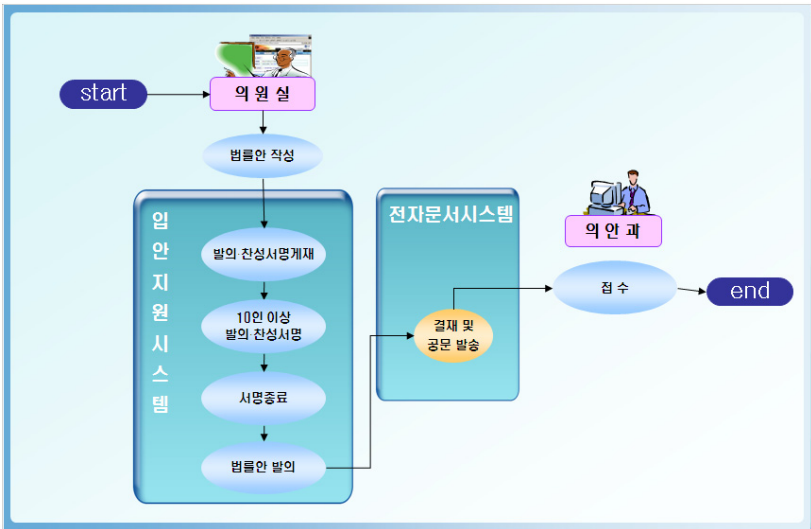 start
의 원 실
법률안 작성
입안지원시스템
발의·찬성서명게재
10인 이상
발의·찬성서명
서명종료
법률안 발의
전자문서시스템
결재 및
공문 발송
의 안 과
접 수
end